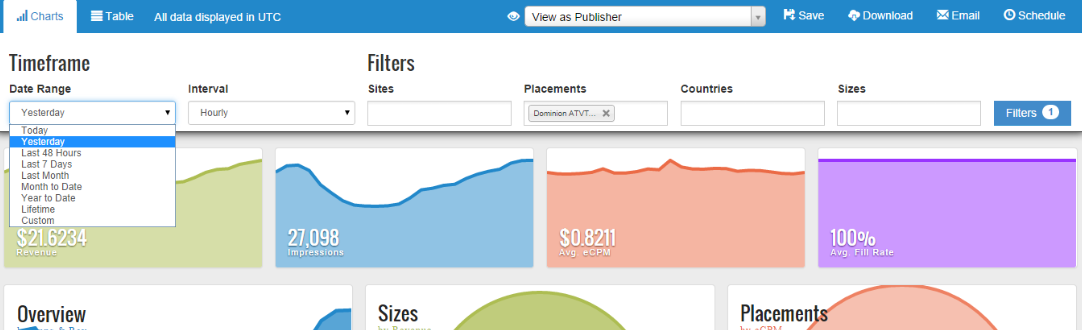 Charts Table All data displayed in UTC View as Publisher Save Download Email Schedule
Timeframe Filters
Date Range Interval Sites Placements Countries Sizes
Yesterday Hourly Dominion ATVT... Filters 1
Today
Yesterday
Last 48 Hours
Last 7 Days
Last Month
Month to Date
Year to Date
Lifetime
Custom
$21.6234 27,098 $0.8211 100%
Revenue Impressions Avg. eCPM Avg. Fill Rate
Overview Sizes Placements
by Revenue by eCPM